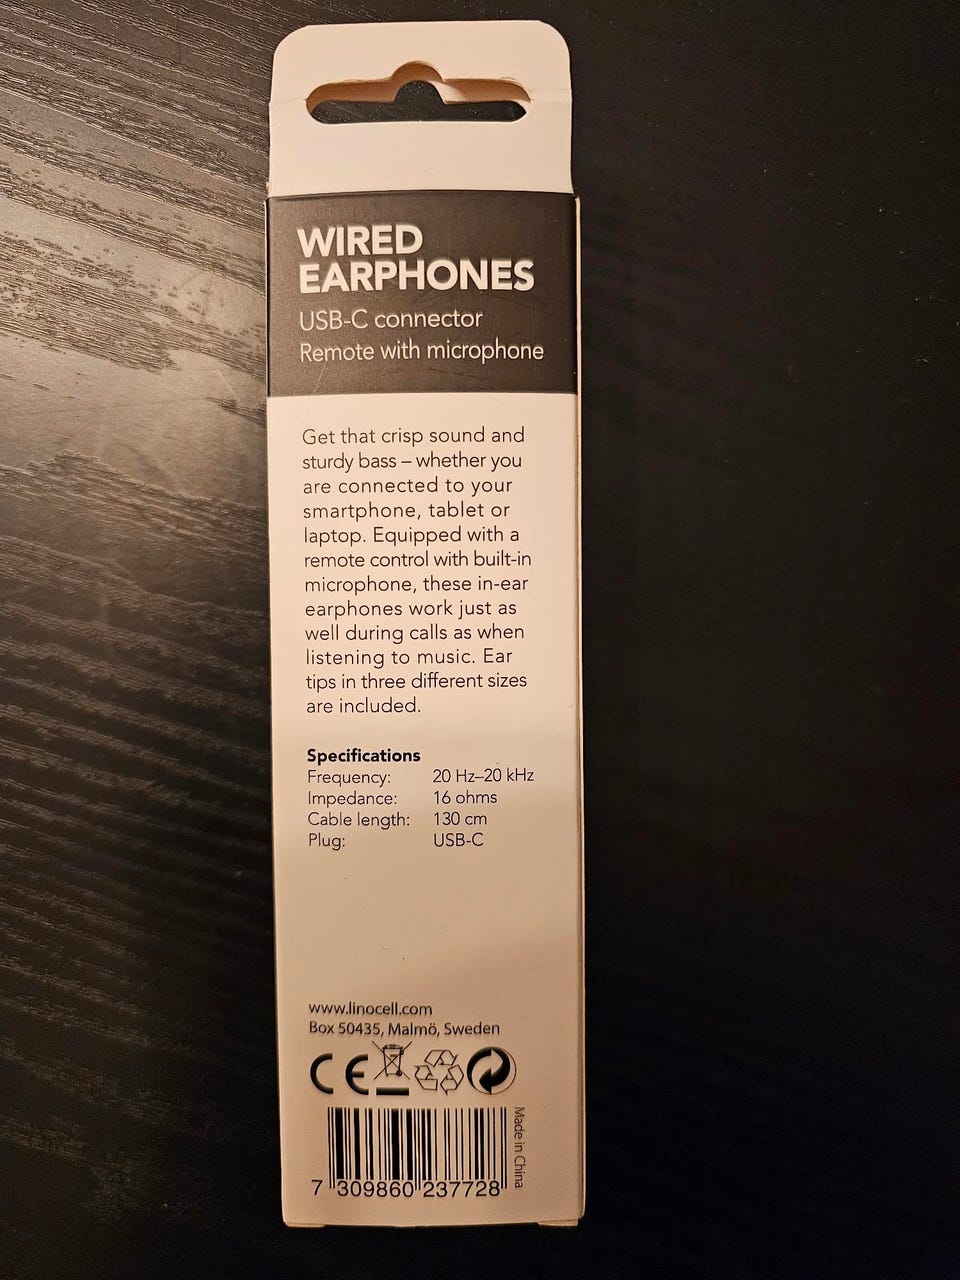 WIRED
EARPHONES
USB-C connector
Remote with microphone
Get that crisp sound and
sturdy bass – whether you
are connected to your
smartphone, tablet or
laptop. Equipped with a
remote control with built-in
microphone, these in-ear
earphones work just as
well during calls as when
listening to music. Ear
tips in three different sizes
are included.
Specifications
Frequency: 20 Hz–20 kHz
Impedance: 16 ohms
Cable length: 130 cm
Plug: USB-C
www.linocell.com
Box 50435, Malmö, Sweden
CE
Made in China
7 309860 237728